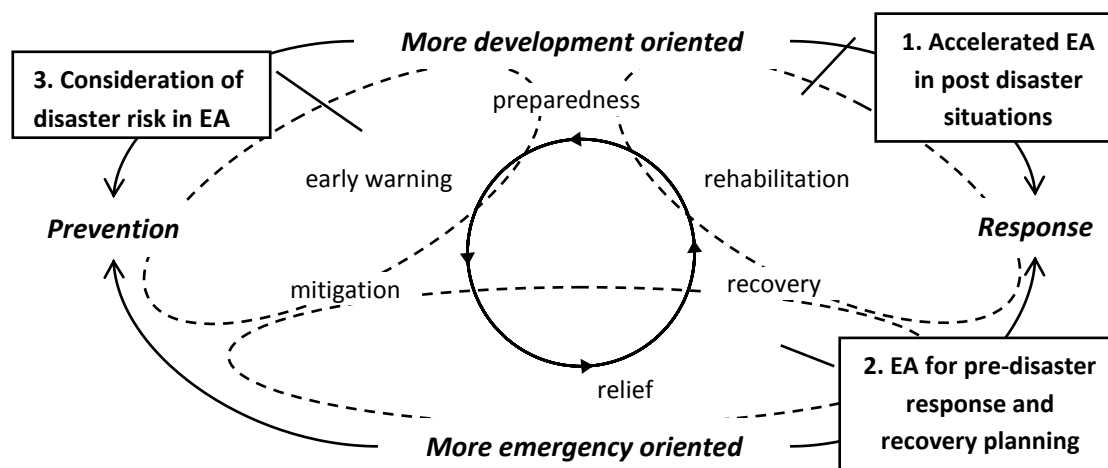 More development oriented
1. Accelerated EA
in post disaster
situations
3. Consideration of
disaster risk in EA
preparedness
early warning
rehabilitation
Prevention
Response
mitigation
recovery
2. EA for pre-disaster
response and
recovery planning
relief
More emergency oriented